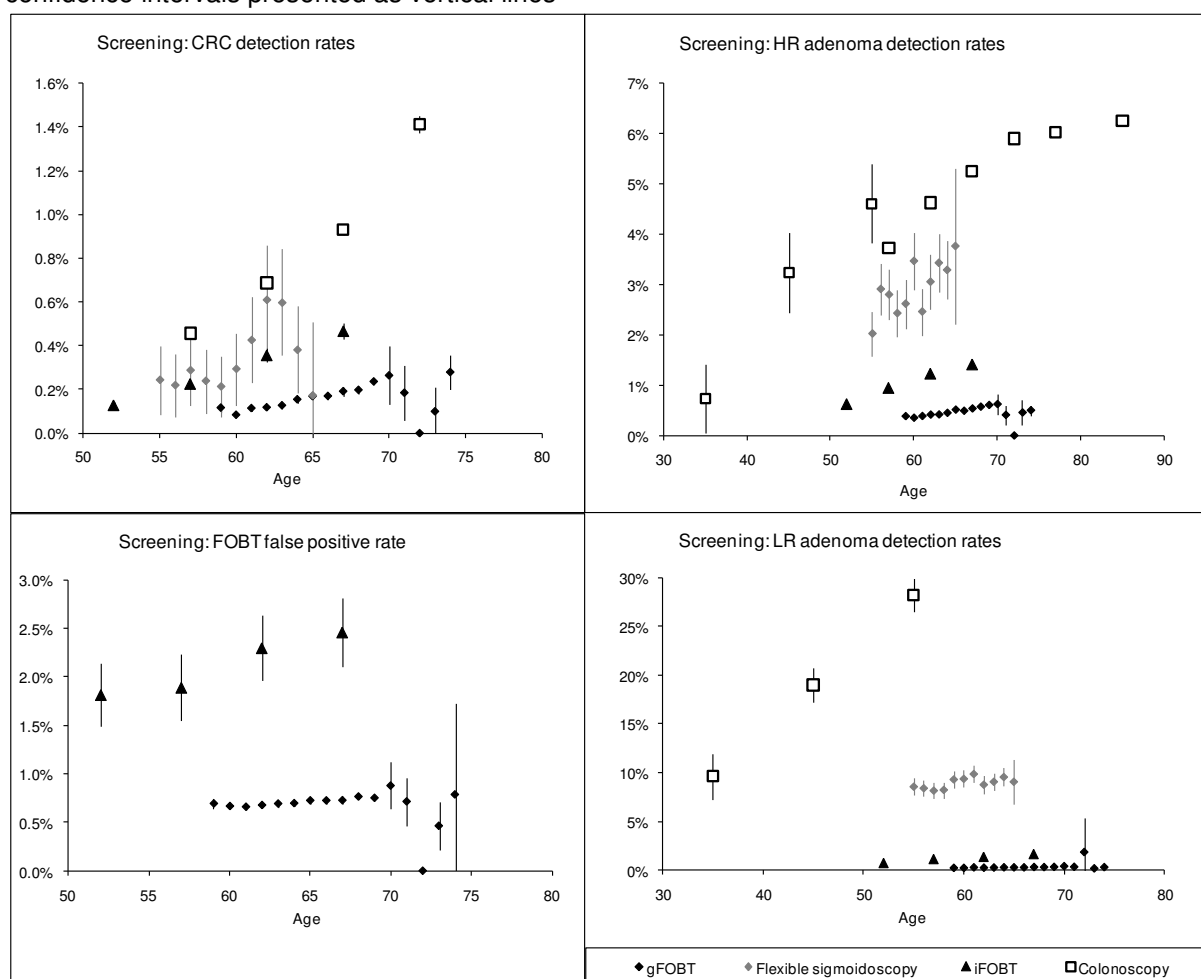 confidence intervals presented as vertical lines
Screening: CRC detection rates
1.6%
1.4%
1.2%
1.0%
0.8%
0.6%
0.4%
0.2%
0.0%
50 55 60 65 70 75 80
Age
Screening: HR adenoma detection rates
7%
6%
5%
4%
3%
2%
1%
0%
30 40 50 60 70 80 90
Age
Screening: FOBT false positive rate
3.0%
2.5%
2.0%
1.5%
1.0%
0.5%
0.0%
50 55 60 65 70 75 80
Age
Screening: LR adenoma detection rates
30%
25%
20%
15%
10%
5%
0%
30 40 50 60 70 80
Age
gFOBT Flexible sigmoidoscopy iFOBT Colonoscopy